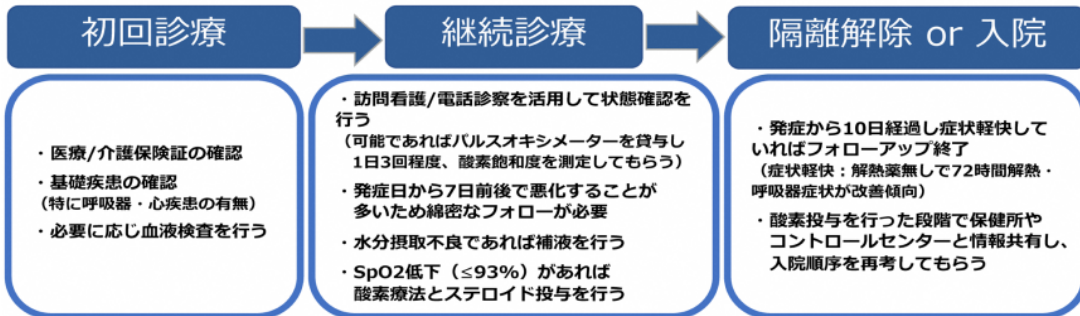 初回診療
継続診療
隔離解除 or 入院
・医療/介護保険証の確認
・基礎疾患の確認
（特に呼吸器・心疾患の有無）
・必要に応じ血液検査を行う
・訪問看護/電話診察を活用して状態確認を
行う
（可能であればパルスオキシメーターを貸与し
1日3回程度、酸素飽和度を測定してもらう）
・発症日から7日前後で悪化することが
多いため綿密なフォローが必要
・水分摂取不良であれば補液を行う
・SpO2低下（≤93%）があれば
酸素療法とステロイド投与を行う
・発症から10日経過し症状軽快して
いればフォローアップ終了
（症状軽快：解熱薬無しで72時間解熱・
呼吸器症状が改善傾向）
・酸素投与を行った段階で保健所や
コントロールセンターと情報共有し、
入院順序を再考してもらう